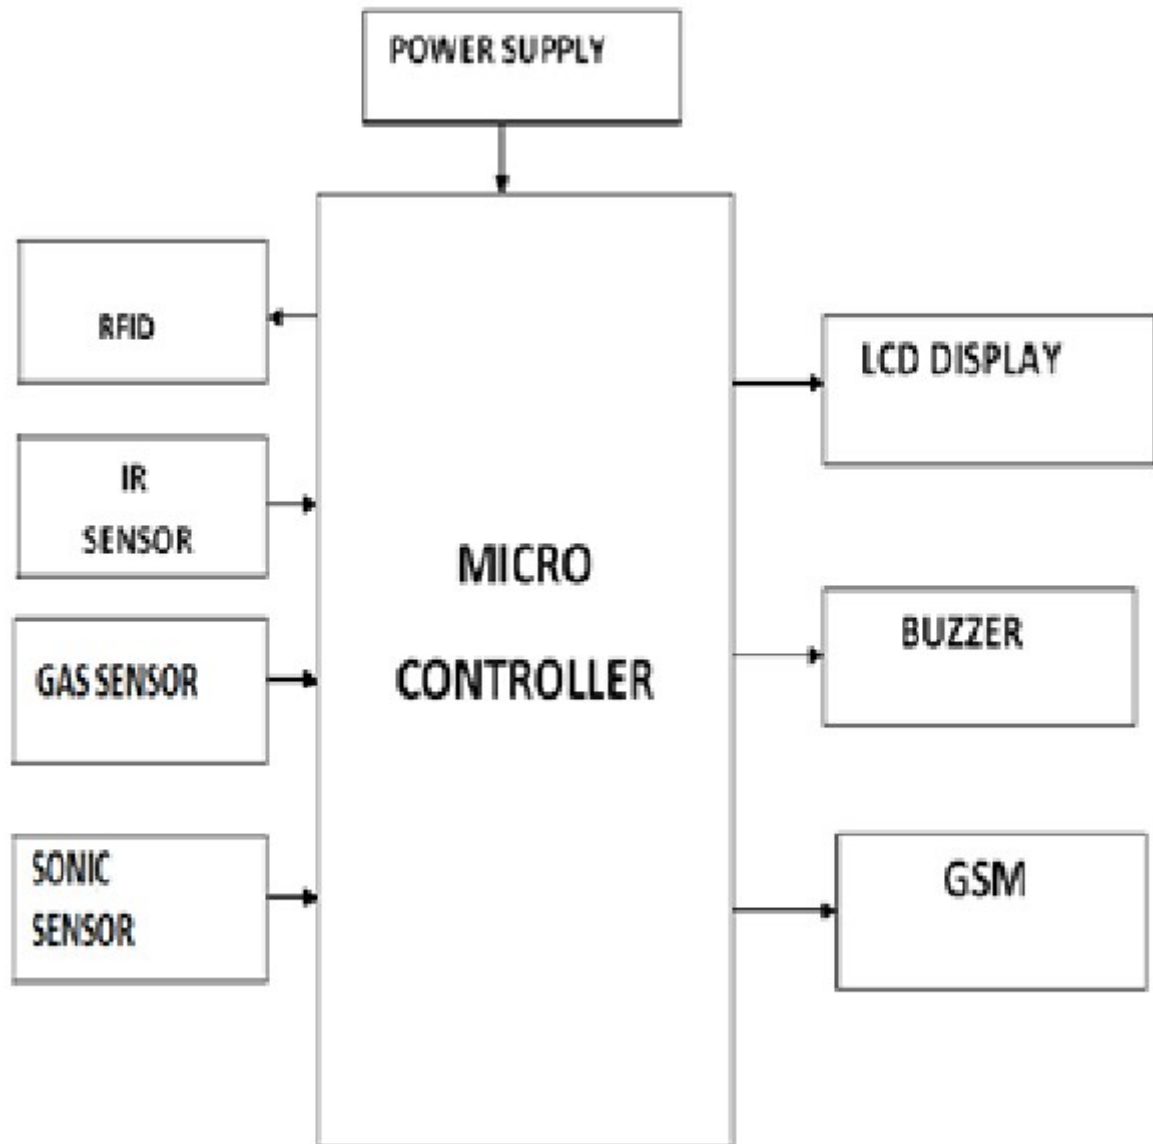 POWER SUPPLY
RFID
IR
SENSOR
GAS SENSOR
SONIC
SENSOR
MICRO
CONTROLLER
LCD DISPLAY
BUZZER
GSM